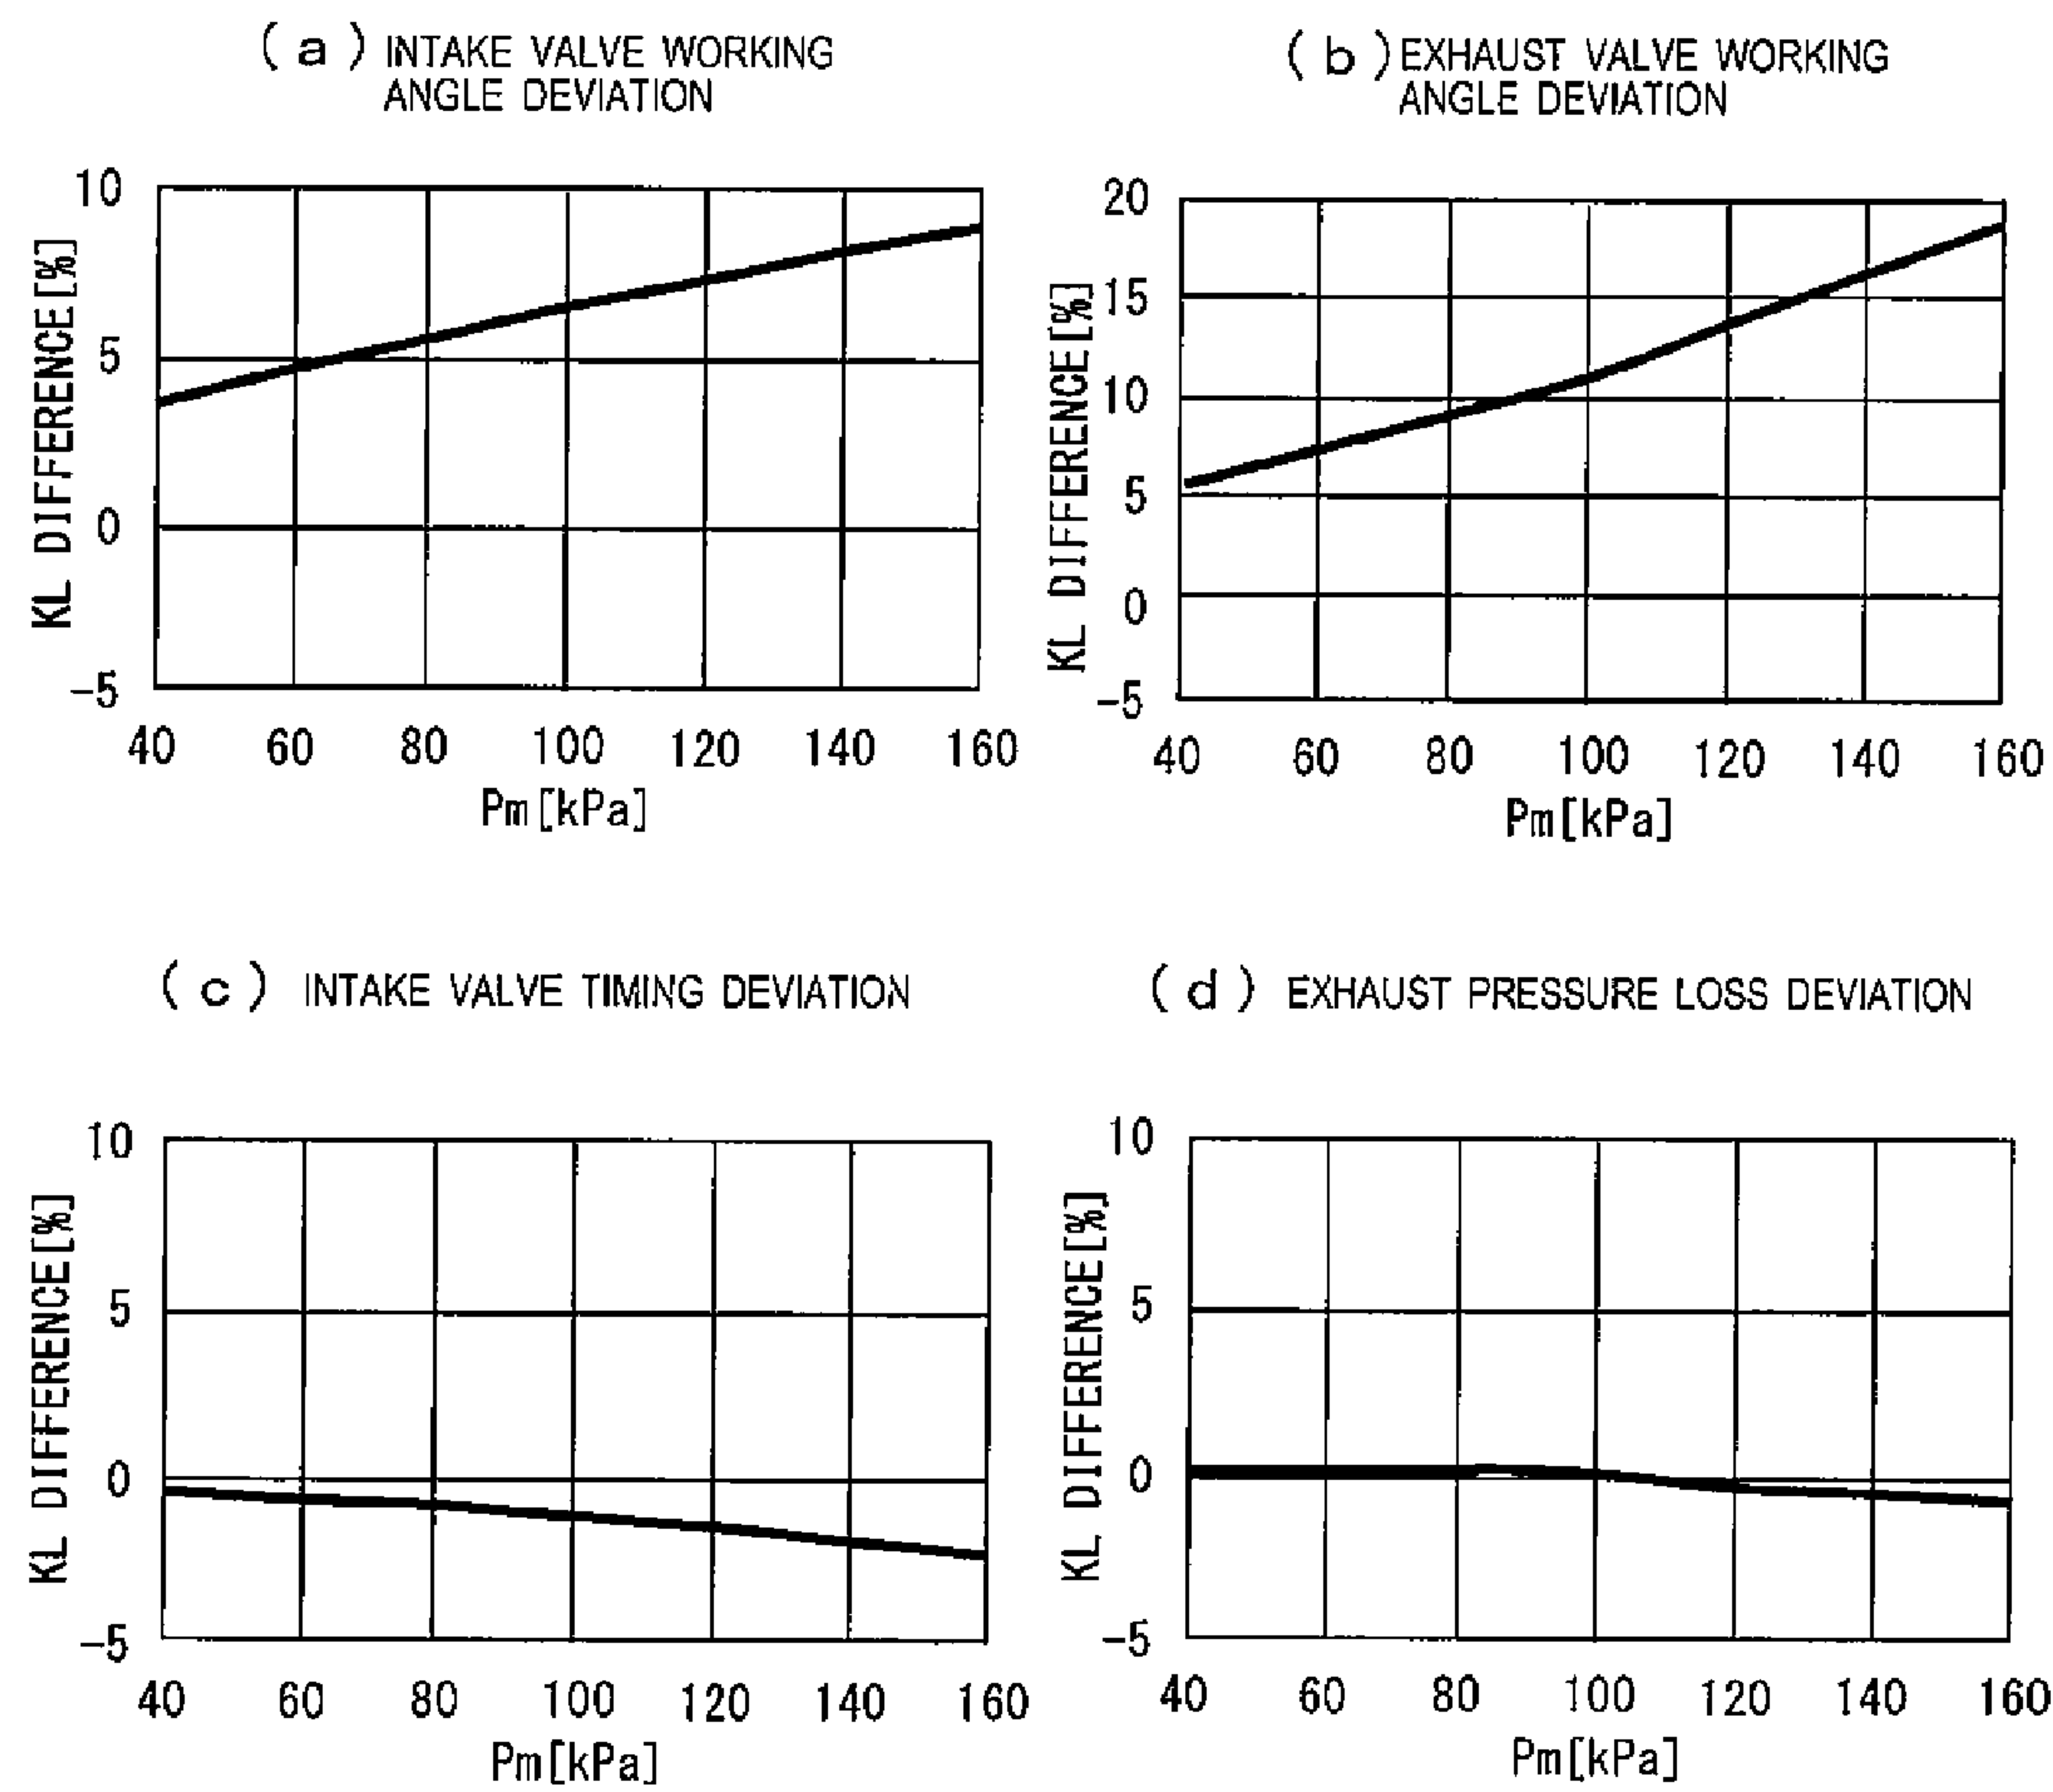 (a) INTAKE VALVE WORKING
ANGLE DEVIATION
KL DIFFERENCE[%]
10
5
0
-5
40 60 80 100 120 140 160
Pm[kPa]
(b) EXHAUST VALVE WORKING
ANGLE DEVIATION
KL DIFFERENCE[%]
20
15
10
5
0
-5
40 60 80 100 120 140 160
Pm[kPa]
(c) INTAKE VALVE TIMING DEVIATION
KL DIFFERENCE[%]
10
5
0
-5
40 60 80 100 120 140 160
Pm[kPa]
(d) EXHAUST PRESSURE LOSS DEVIATION
KL DIFFERENCE[%]
10
5
0
-5
40 60 80 100 120 140 160
Pm[kPa]